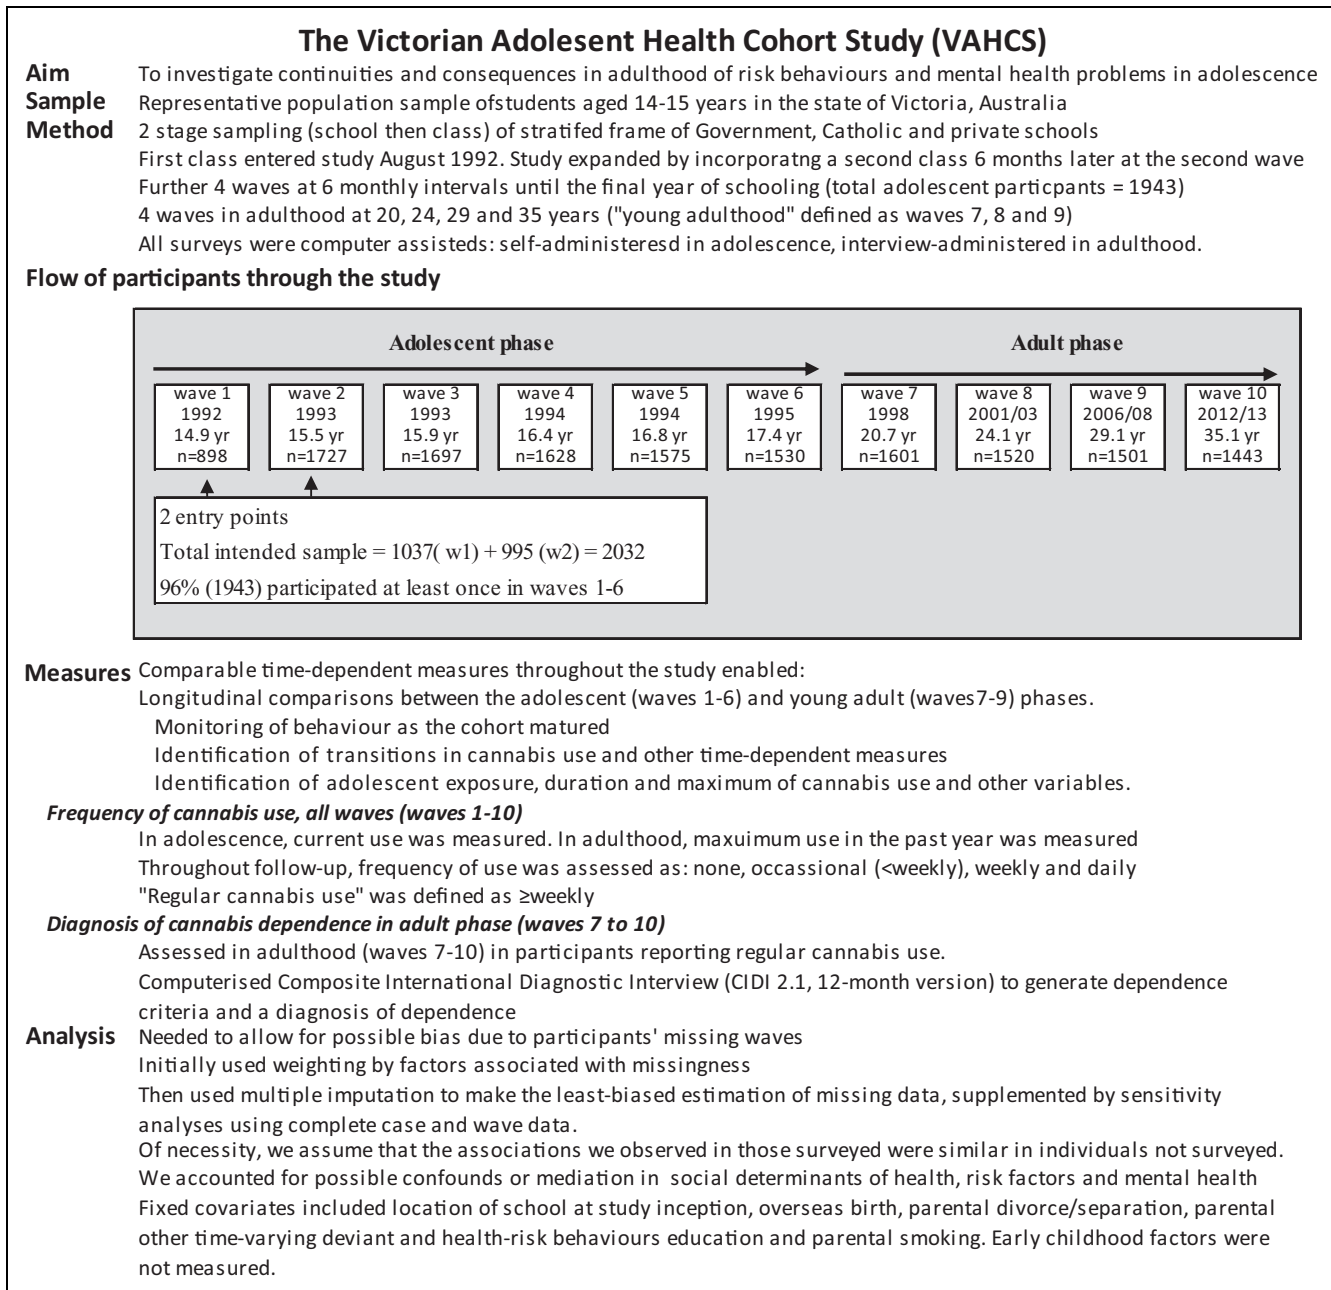 The Victorian Adolesent Health Cohort Study (VAHCS)
Aim To investigate continuities and consequences in adulthood of risk behaviours and mental health problems in adolescence
Sample Representative population sample ofstudents aged 14-15 years in the state of Victoria, Australia
Method 2 stage sampling (school then class) of stratifed frame of Government, Catholic and private schools
First class entered study August 1992. Study expanded by incorporatng a second class 6 months later at the second wave
Further 4 waves at 6 monthly intervals until the final year of schooling (total adolescent particpants = 1943)
4 waves in adulthood at 20, 24, 29 and 35 years ("young adulthood" defined as waves 7, 8 and 9)
All surveys were computer assisteds: self-administeresd in adolescence, interview-administered in adulthood.
Flow of participants through the study
Adolescent phase
Adult phase
wave 1
1992
14.9 yr
n=898
wave 2
1993
15.5 yr
n=1727
wave 3
1993
15.9 yr
n=1697
wave 4
1994
16.4 yr
n=1628
wave 5
1994
16.8 yr
n=1575
wave 6
1995
17.4 yr
n=1530
wave 7
1998
20.7 yr
n=1601
wave 8
2001/03
24.1 yr
n=1520
wave 9
2006/08
29.1 yr
n=1501
wave 10
2012/13
35.1 yr
n=1443
2 entry points
Total intended sample = 1037( w1) + 995 (w2) = 2032
96% (1943) participated at least once in waves 1-6
Measures Comparable time-dependent measures throughout the study enabled:
Longitudinal comparisons between the adolescent (waves 1-6) and young adult (waves7-9) phases.
Monitoring of behaviour as the cohort matured
Identification of transitions in cannabis use and other time-dependent measures
Identification of adolescent exposure, duration and maximum of cannabis use and other variables.
Frequency of cannabis use, all waves (waves 1-10)
In adolescence, current use was measured. In adulthood, maxuimum use in the past year was measured
Throughout follow-up, frequency of use was assessed as: none, occassional (<weekly), weekly and daily
"Regular cannabis use" was defined as ≥weekly
Diagnosis of cannabis dependence in adult phase (waves 7 to 10)
Assessed in adulthood (waves 7-10) in participants reporting regular cannabis use.
Computerised Composite International Diagnostic Interview (CIDI 2.1, 12-month version) to generate dependence
criteria and a diagnosis of dependence
Analysis Needed to allow for possible bias due to participants' missing waves
Initially used weighting by factors associated with missingness
Then used multiple imputation to make the least-biased estimation of missing data, supplemented by sensitivity
analyses using complete case and wave data.
Of necessity, we assume that the associations we observed in those surveyed were similar in individuals not surveyed.
We accounted for possible confounds or mediation in social determinants of health, risk factors and mental health
Fixed covariates included location of school at study inception, overseas birth, parental divorce/separation, parental
other time-varying deviant and health-risk behaviours education and parental smoking. Early childhood factors were
not measured.